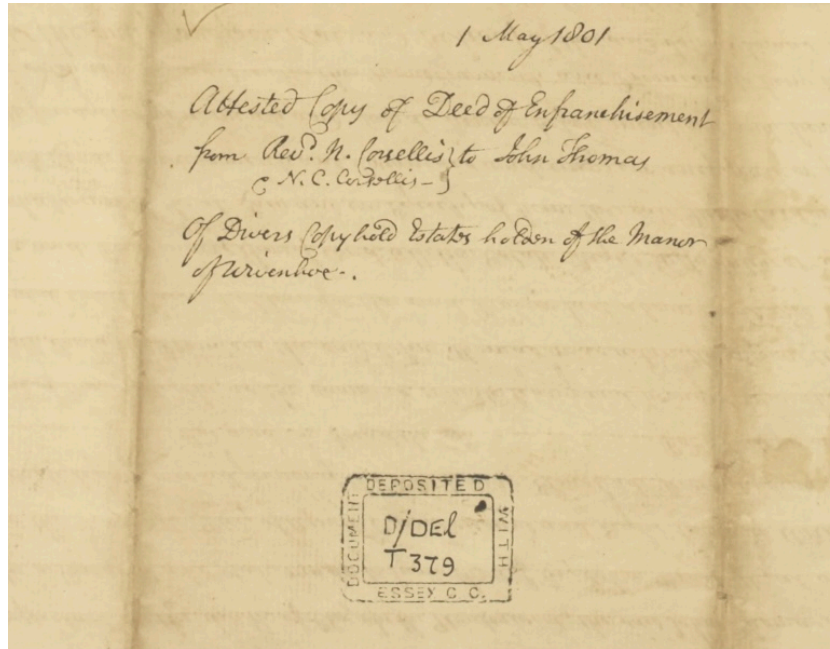 1 May 1801
Attested Copy of Deed of Enfranchisement
from Revd. N. Corsellis } to John Thomas
& N. C. Corsellis –
Of Divers Copyhold Estates holden of the Manor
of Wivenhoe –.
DEPOSITED
DOCUMENT
WITH
D/DEl
T379
ESSEX C. C.